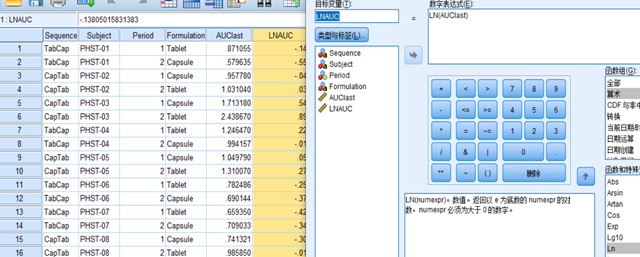 1 : LNAUC
-.13805015831383
Sequence Subject Period Formulation AUClast LNAUC
1 TabCap PHST-01 1 Tablet .871055 -.14
2 TabCap PHST-01 2 Capsule .579635 -.55
3 TabCap PHST-02 1 Capsule .957780 -.04
4 TabCap PHST-02 2 Tablet 1.031040 .03
5 CapTab PHST-03 1 Capsule 1.713180 .54
6 CapTab PHST-03 2 Tablet 2.438670 .89
7 TabCap PHST-04 1 Tablet 1.246470 .22
8 TabCap PHST-04 2 Capsule .994157 -.01
9 CapTab PHST-05 1 Capsule 1.049790 .05
10 CapTab PHST-05 2 Tablet 1.310070 .27
11 TabCap PHST-06 1 Tablet .782486 -.25
12 TabCap PHST-06 2 Capsule .690144 -.37
13 TabCap PHST-07 1 Tablet .659350 -.42
14 TabCap PHST-07 2 Capsule .709033 -.34
15 CapTab PHST-08 1 Capsule .741321 -.30
16 CapTab PHST-08 2 Tablet .985850 -.01
目标变量(T):
LNAUC
=
数字表达式(E):
LN(AUClast)
类型与标签(L)...
Sequence
Subject
Period
Formulation
AUClast
LNAUC
+ < > 7 8 9
- <= >= 4 5 6
* = ~= 1 2 3
/ & | 0 .
** ~ ( ) 删除
LN(numexpr)。数值。返回以 e 为底数的 numexpr 的对
数，numexpr 必须为大于 0 的数字。
函数组(G):
全部
算术
CDF 与非中
转换
当前日期/
日期运算
日期创建
函数和特殊
Abs
Arsin
Artan
Cos
Exp
Lg10
Ln